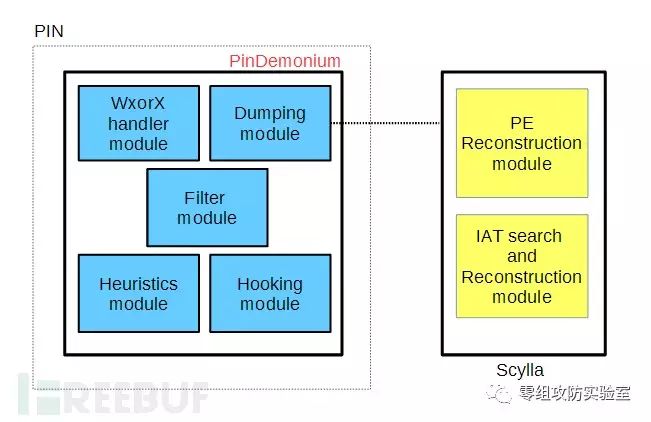 PIN
PinDemonium
WxorX
handler
module
Dumping
module
Filter
module
Heuristics
module
Hooking
module
PE
Reconstruction
module
IAT search
and
Reconstruction
module
Scylla
FREEBUF
零组攻防实验室